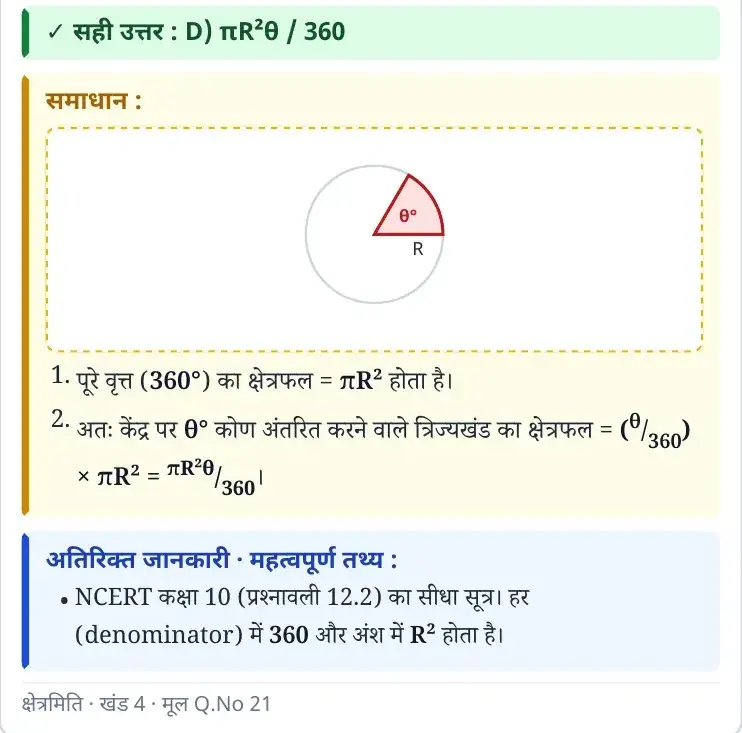 ✓ सही उत्तर : D) πR²θ / 360
समाधान :
θ°
R
1. पूरे वृत्त (360°) का क्षेत्रफल = πR² होता है।
2. अतः केंद्र पर θ° कोण अंतरित करने वाले त्रिज्यखंड का क्षेत्रफल = (θ/360)
× πR² = πR²θ/360।
अतिरिक्त जानकारी · महत्वपूर्ण तथ्य :
• NCERT कक्षा 10 (प्रश्नावली 12.2) का सीधा सूत्र। हर
(denominator) में 360 और अंश में R² होता है।
क्षेत्रमिति · खंड 4 · मूल Q.No 21